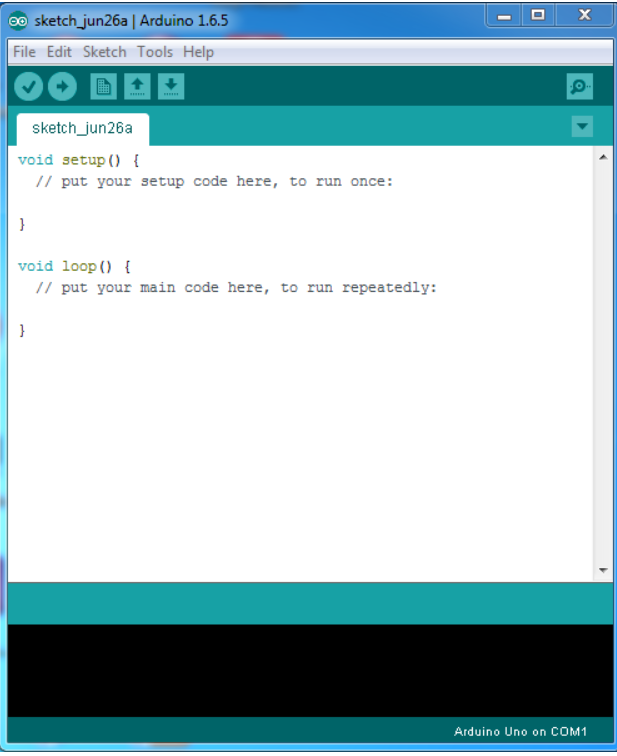 sketch_jun26a | Arduino 1.6.5
File Edit Sketch Tools Help
sketch_jun26a
void setup() {
  // put your setup code here, to run once:
}
void loop() {
  // put your main code here, to run repeatedly:
}
Arduino Uno on COM1